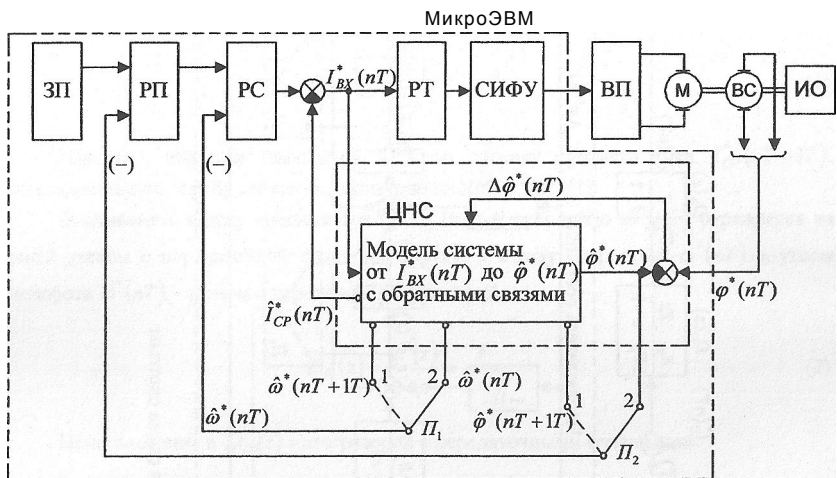 МикроЭВМ
ЗП
РП
РС
I*ВХ(nT)
РТ
СИФУ
ВП
М
ВС
ИО
(–)
(–)
Δφ̂*(nT)
ЦНС
Модель системы
от I*ВХ(nT) до φ̂*(nT)
с обратными связями
φ̂*(nT)
φ*(nT)
Î*СР(nT)
1
2
ω̂*(nT+1T)
ω̂*(nT)
1
2
φ̂*(nT+1T)
ω̂*(nT)
П1
П2